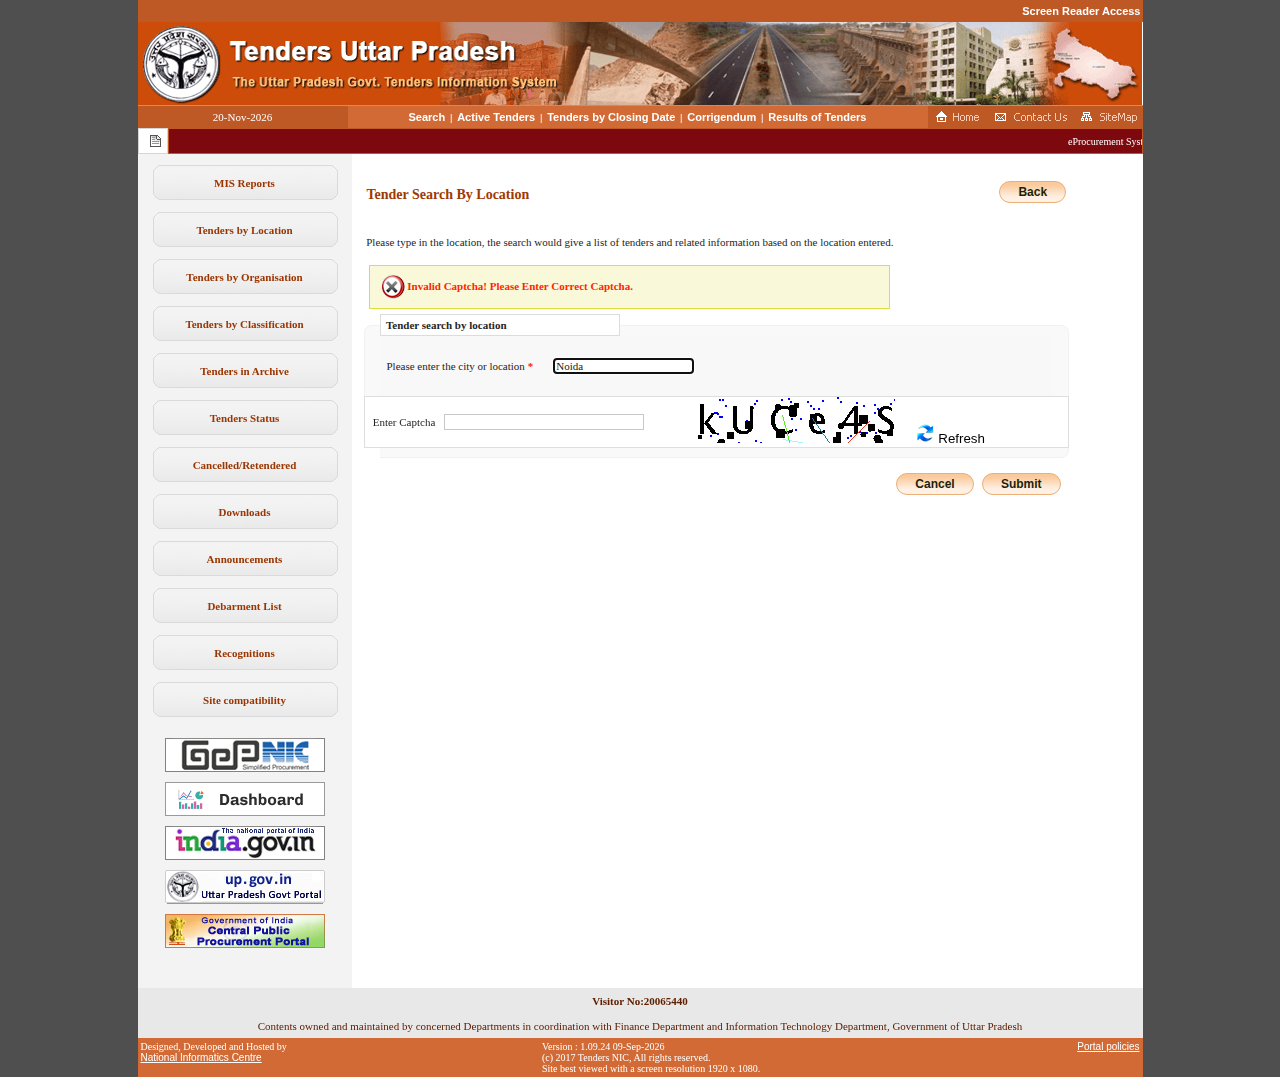 Screen Reader Access
Tenders Uttar Pradesh
The Uttar Pradesh Govt. Tenders Information System
20-Nov-2026
Search | Active Tenders | Tenders by Closing Date | Corrigendum | Results of Tenders
Home
Contact Us
SiteMap
eProcurement Syst
MIS Reports
Tenders by Location
Tenders by Organisation
Tenders by Classification
Tenders in Archive
Tenders Status
Cancelled/Retendered
Downloads
Announcements
Debarment List
Recognitions
Site compatibility
GePNIC
Simplified Procurement
Dashboard
The national portal of India
india.gov.in
up.gov.in
Uttar Pradesh Govt Portal
Government of India
Central Public
Procurement Portal
Tender Search By Location
Back
Please type in the location, the search would give a list of tenders and related information based on the location entered.
Invalid Captcha! Please Enter Correct Captcha.
Tender search by location
Please enter the city or location *
Noida
Enter Captcha
Refresh
Cancel
Submit
Visitor No:20065440
Contents owned and maintained by concerned Departments in coordination with Finance Department and Information Technology Department, Government of Uttar Pradesh
Designed, Developed and Hosted by
National Informatics Centre
Version : 1.09.24 09-Sep-2026
(c) 2017 Tenders NIC, All rights reserved.
Site best viewed with a screen resolution 1920 x 1080.
Portal policies